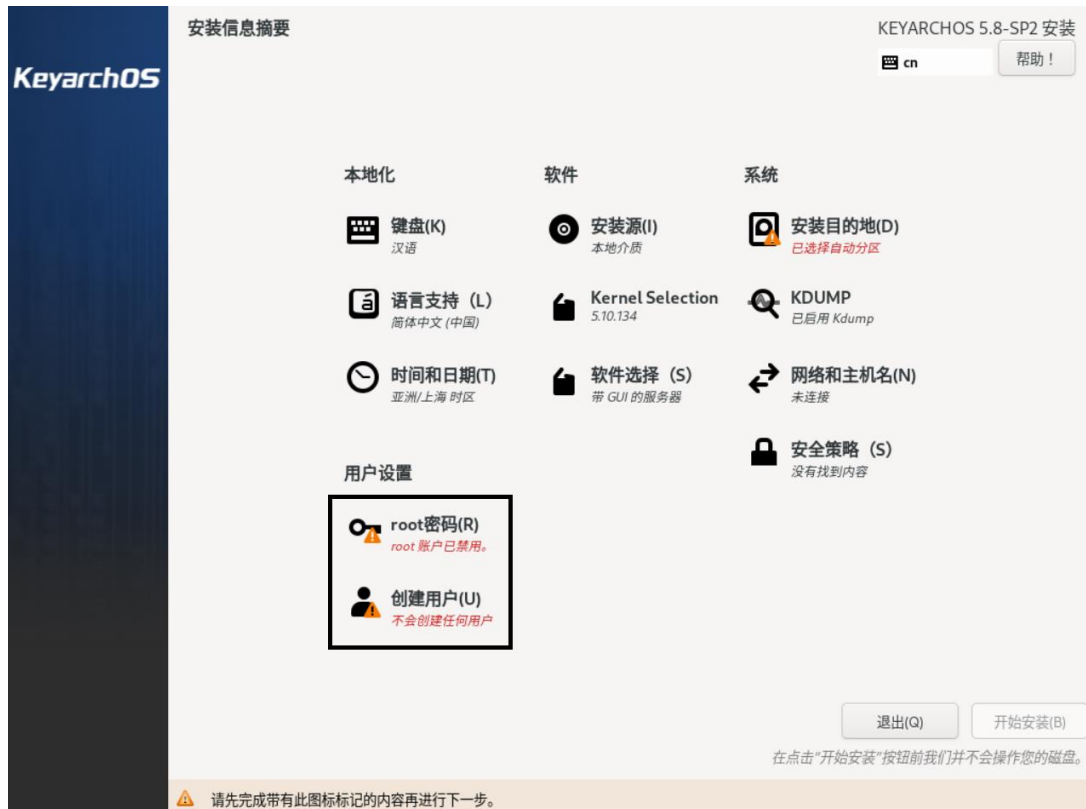 KeyarchOS
安装信息摘要
KEYARCHOS 5.8-SP2 安装
cn
帮助！
本地化
键盘(K)
汉语
语言支持（L）
简体中文 (中国)
时间和日期(T)
亚洲/上海 时区
软件
安装源(I)
本地介质
Kernel Selection
5.10.134
软件选择（S）
带 GUI 的服务器
系统
安装目的地(D)
已选择自动分区
KDUMP
已启用 Kdump
网络和主机名(N)
未连接
安全策略（S）
没有找到内容
用户设置
root密码(R)
root 账户已禁用。
创建用户(U)
不会创建任何用户
退出(Q)
开始安装(B)
在点击"开始安装"按钮前我们并不会操作您的磁盘。
请先完成带有此图标标记的内容再进行下一步。